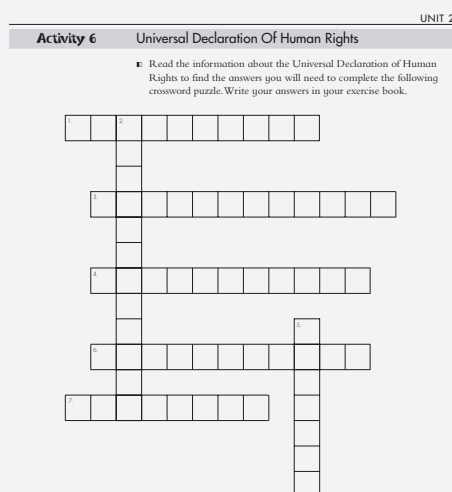 UNIT 2
Activity 6 Universal Declaration Of Human Rights
Read the information about the Universal Declaration of Human
Rights to find the answers you will need to complete the following
crossword puzzle.Write your answers in your exercise book.
1. 2.
3.
4.
5.
6.
7.